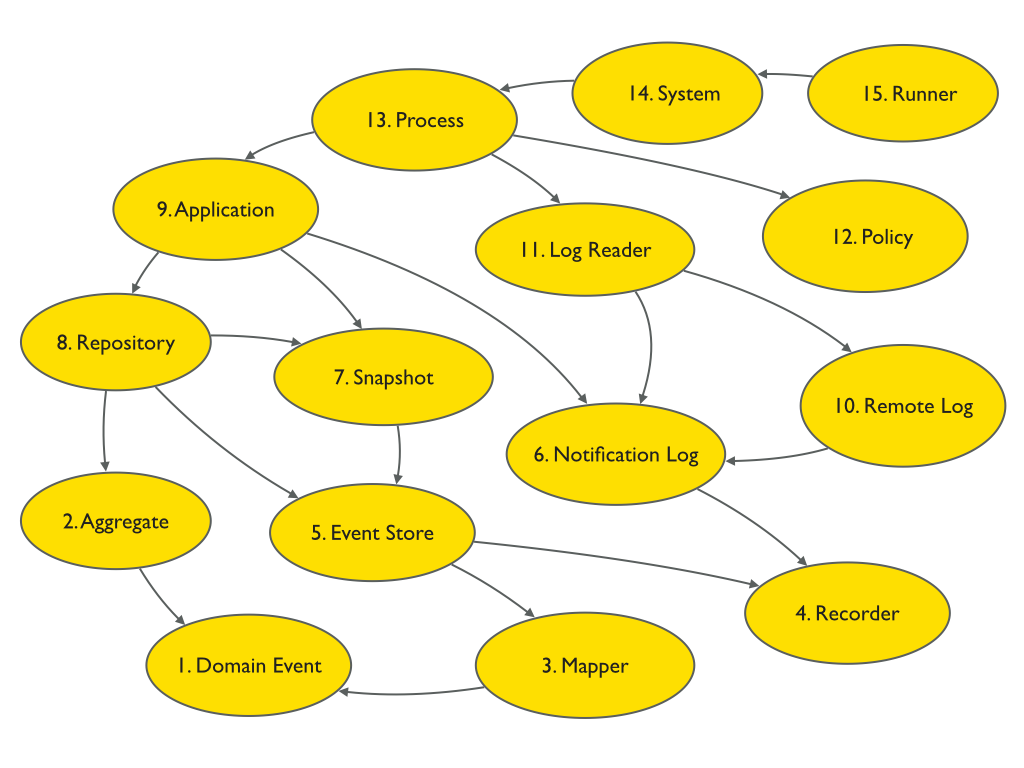 14. System
15. Runner
13. Process
9. Application
12. Policy
11. Log Reader
8. Repository
7. Snapshot
10. Remote Log
6. Notification Log
2. Aggregate
5. Event Store
4. Recorder
1. Domain Event
3. Mapper